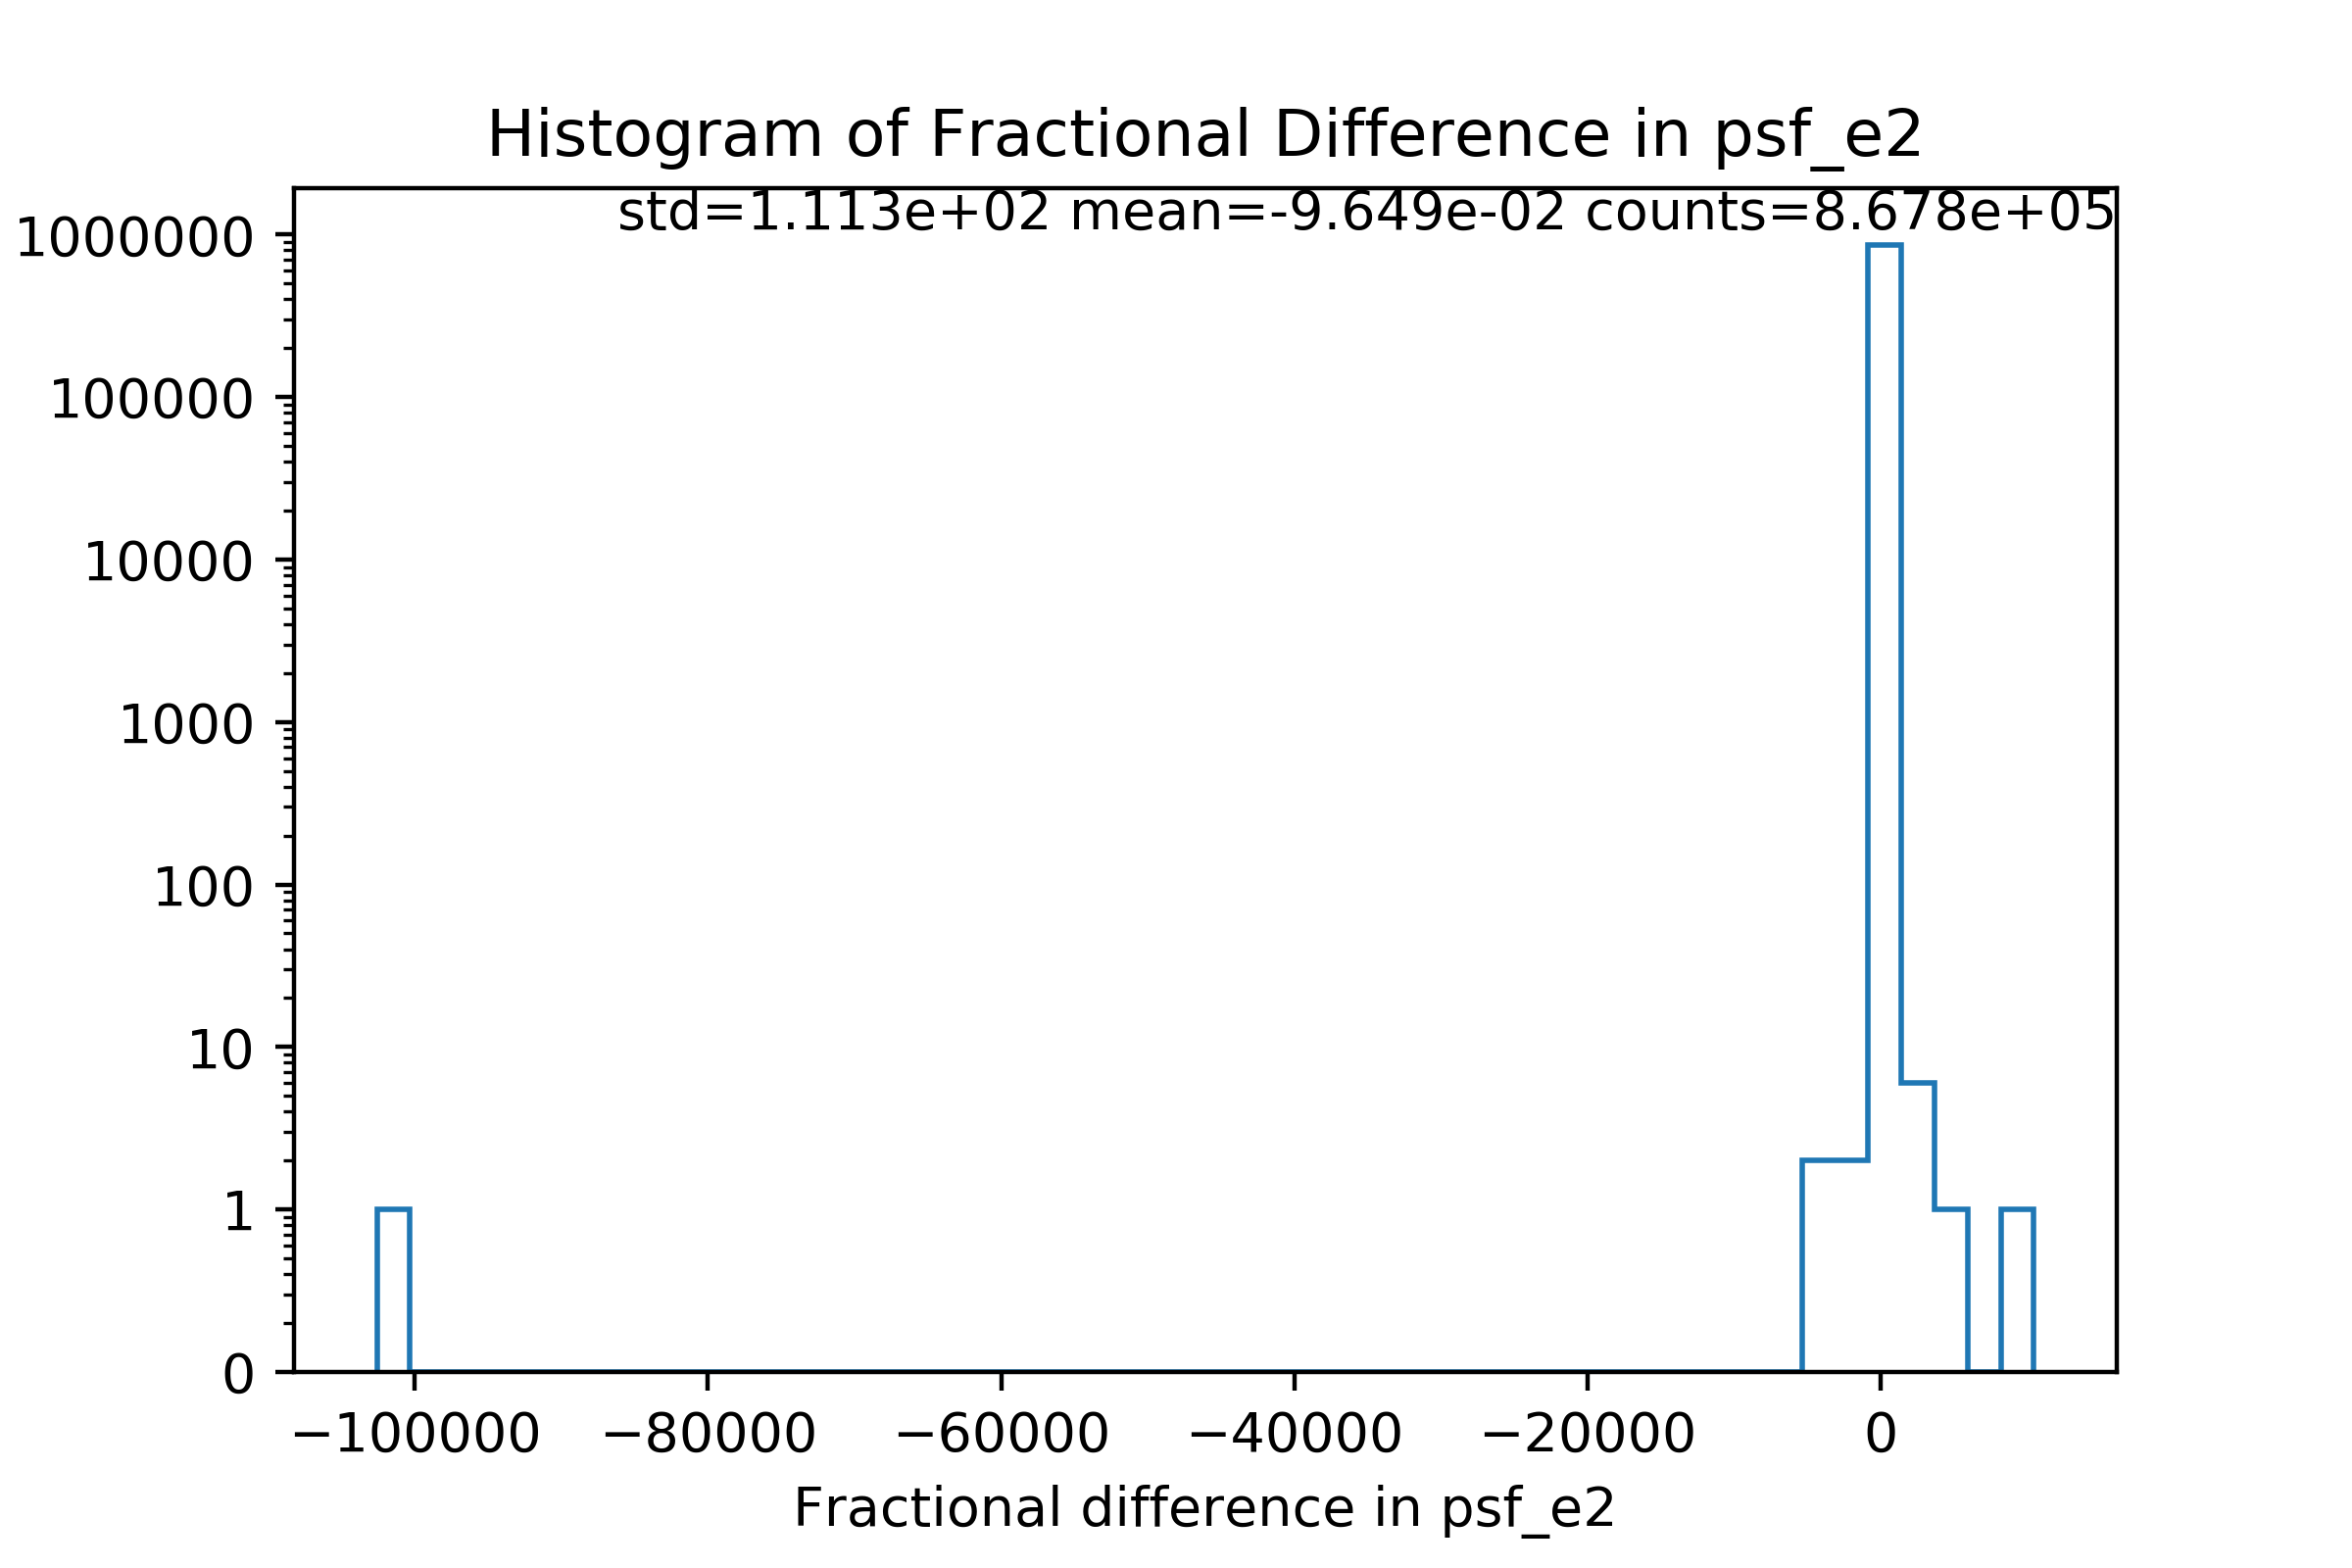 Histogram of Fractional Difference in psf_e2
std=1.113e+02 mean=-9.649e-02 counts=8.678e+05
1000000
100000
10000
1000
100
10
1
0
−100000 −80000 −60000 −40000 −20000 0
Fractional difference in psf_e2